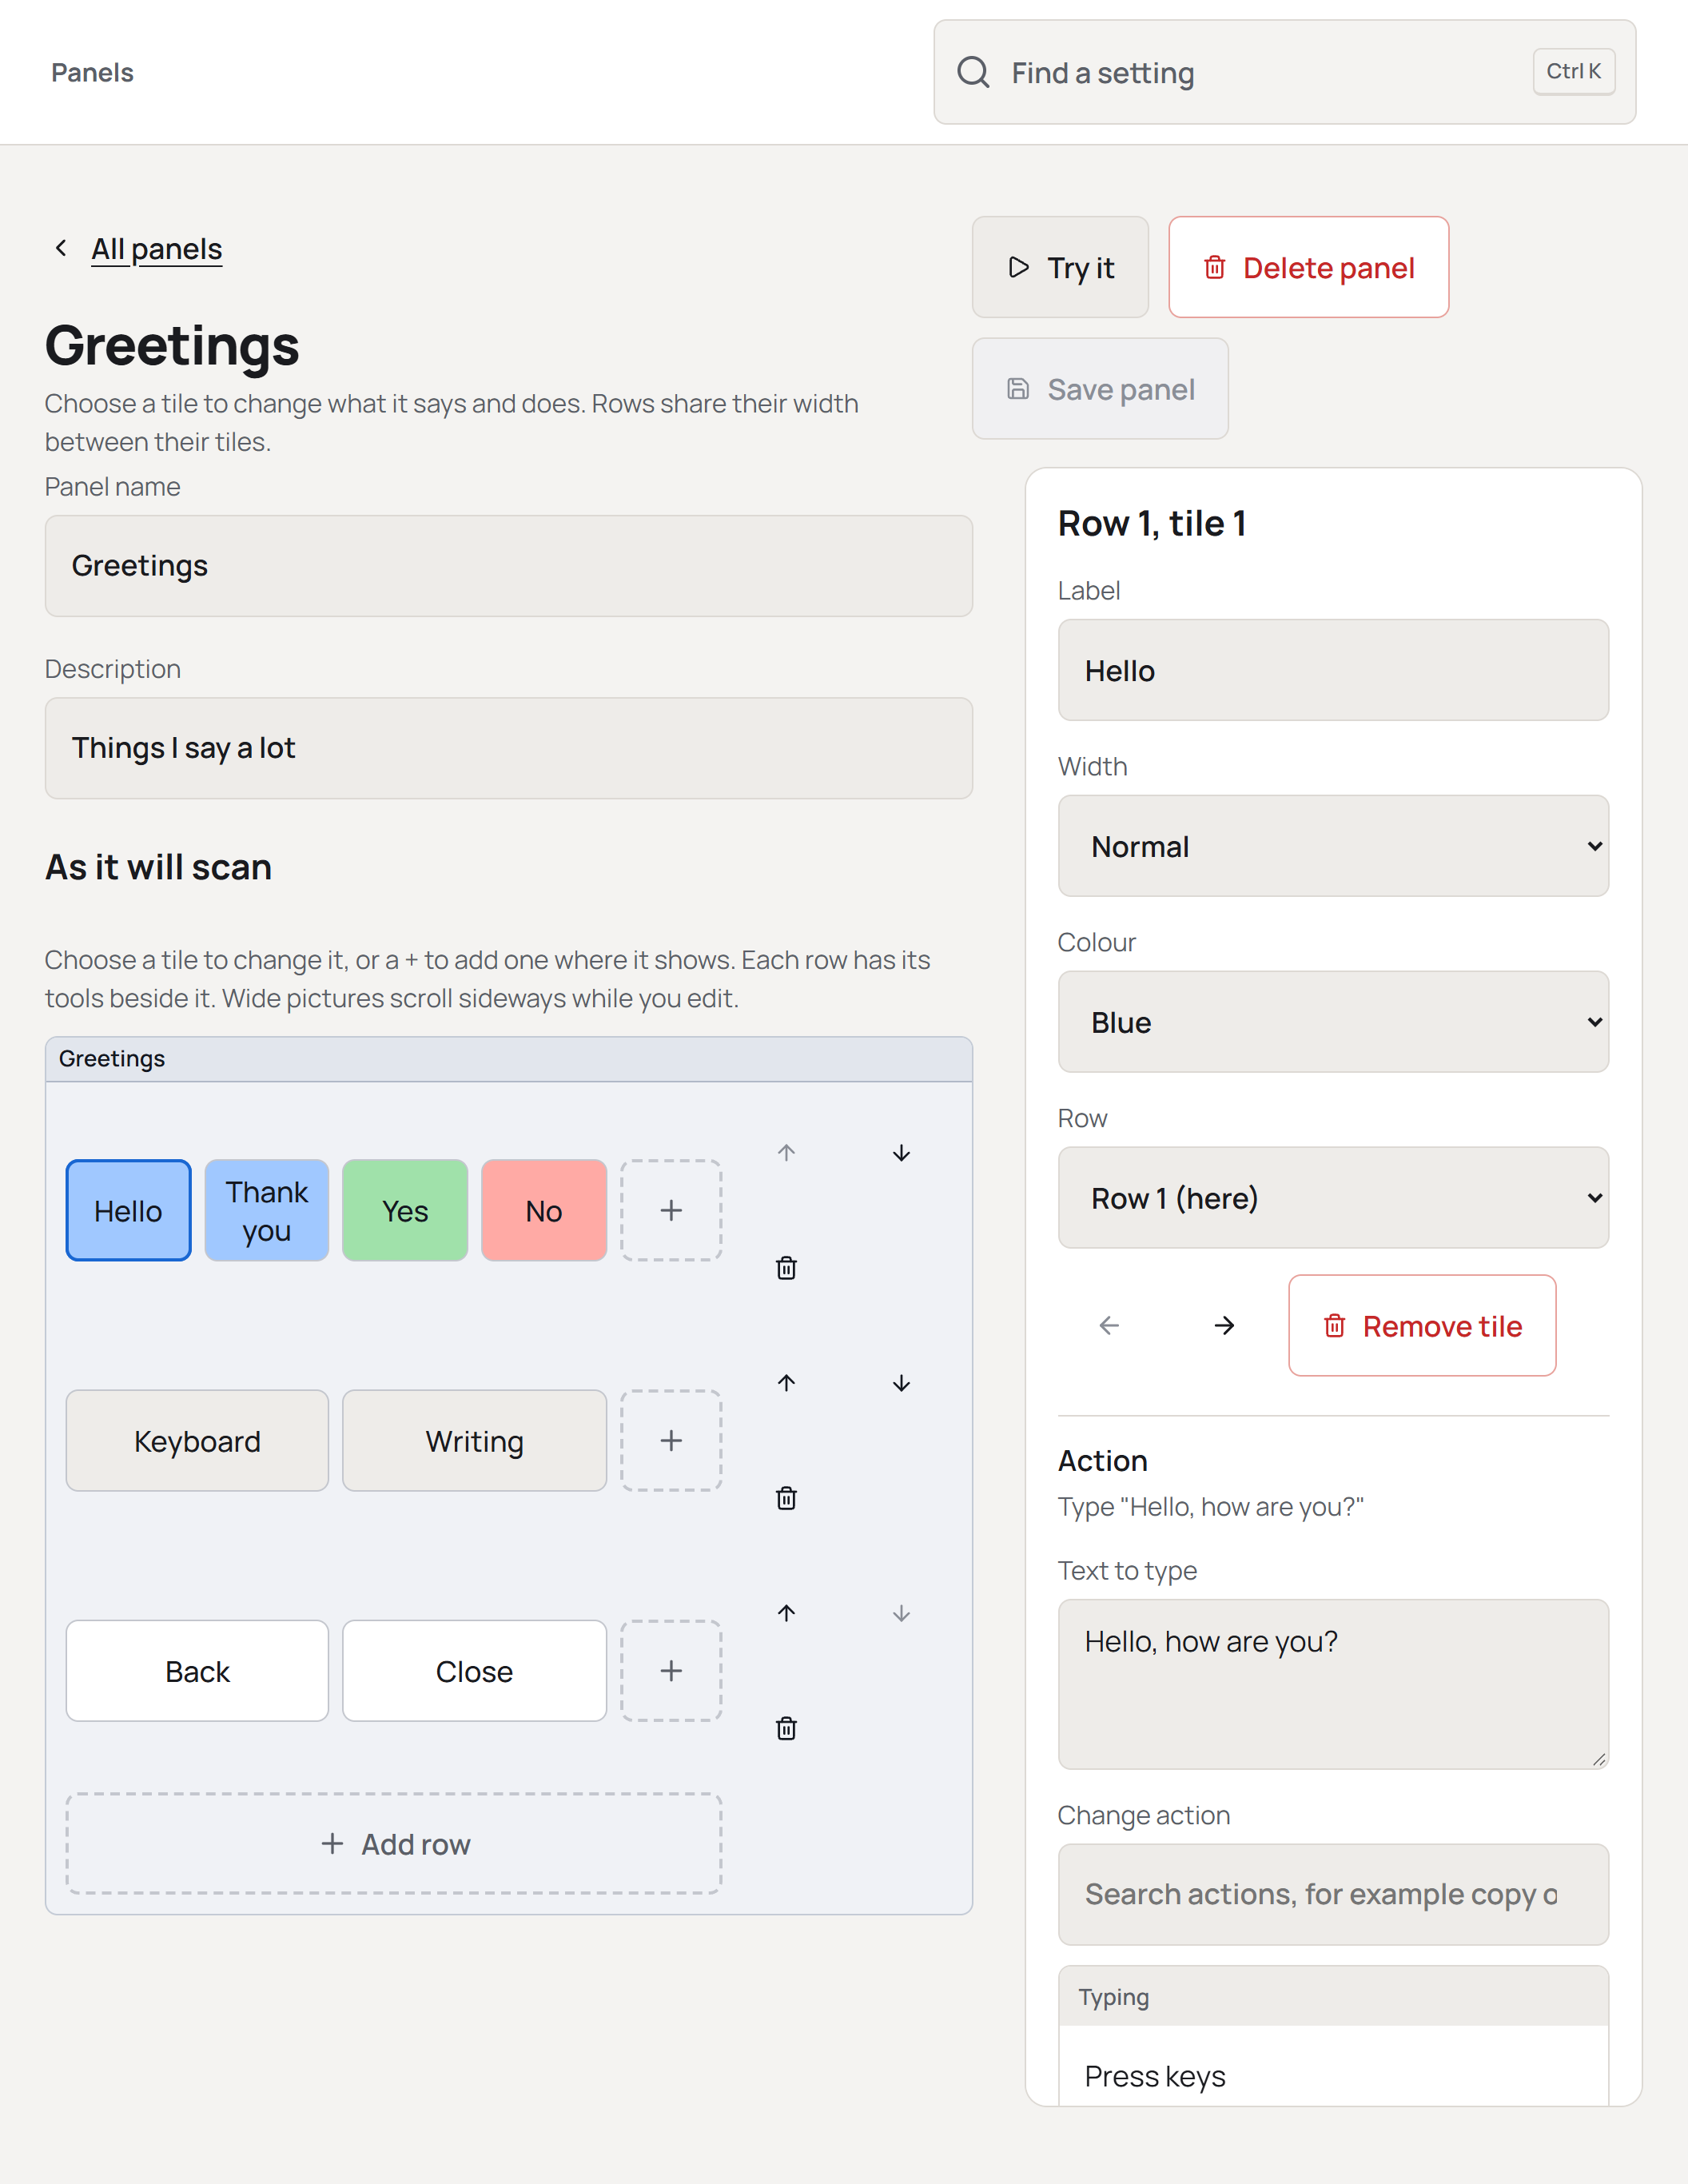 Panels
Find a setting
Ctrl K
All panels
Try it
Delete panel
Save panel
Greetings
Choose a tile to change what it says and does. Rows share their width
between their tiles.
Panel name
Greetings
Description
Things I say a lot
As it will scan
Choose a tile to change it, or a + to add one where it shows. Each row has its
tools beside it. Wide pictures scroll sideways while you edit.
Greetings
Hello
Thank
you
Yes
No
Keyboard
Writing
Back
Close
Add row
Row 1, tile 1
Label
Hello
Width
Normal
Colour
Blue
Row
Row 1 (here)
Remove tile
Action
Type "Hello, how are you?"
Text to type
Hello, how are you?
Change action
Search actions, for example copy o
Typing
Press keys